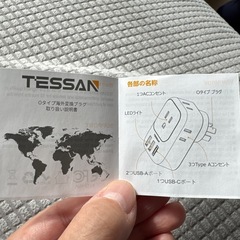 TESSAN
Oタイプ海外変換プラグ
取り扱い説明書
各部の名称
1つACコンセント
Oタイプ プラグ
LEDライト
3つType Aコンセント
2つUSB-Aポート
1つUSB-Cポート